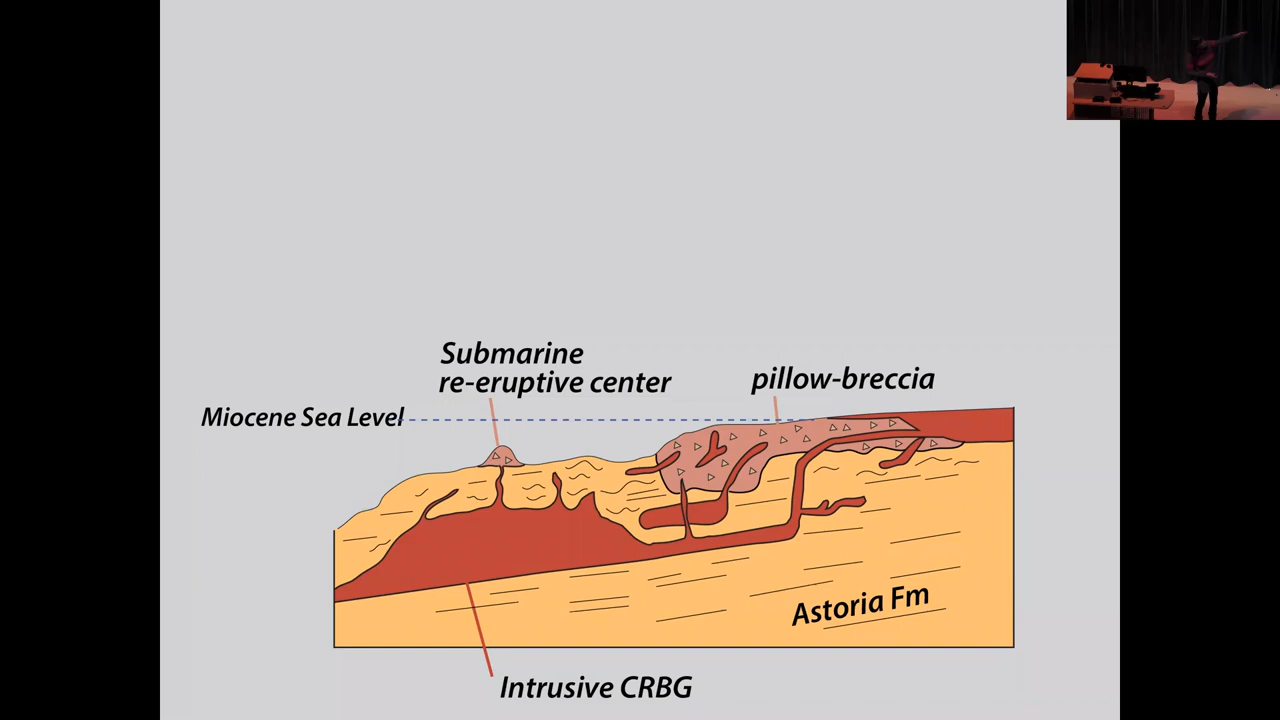 Submarine
re-eruptive center
pillow-breccia
Miocene Sea Level
Astoria Fm
Intrusive CRBG